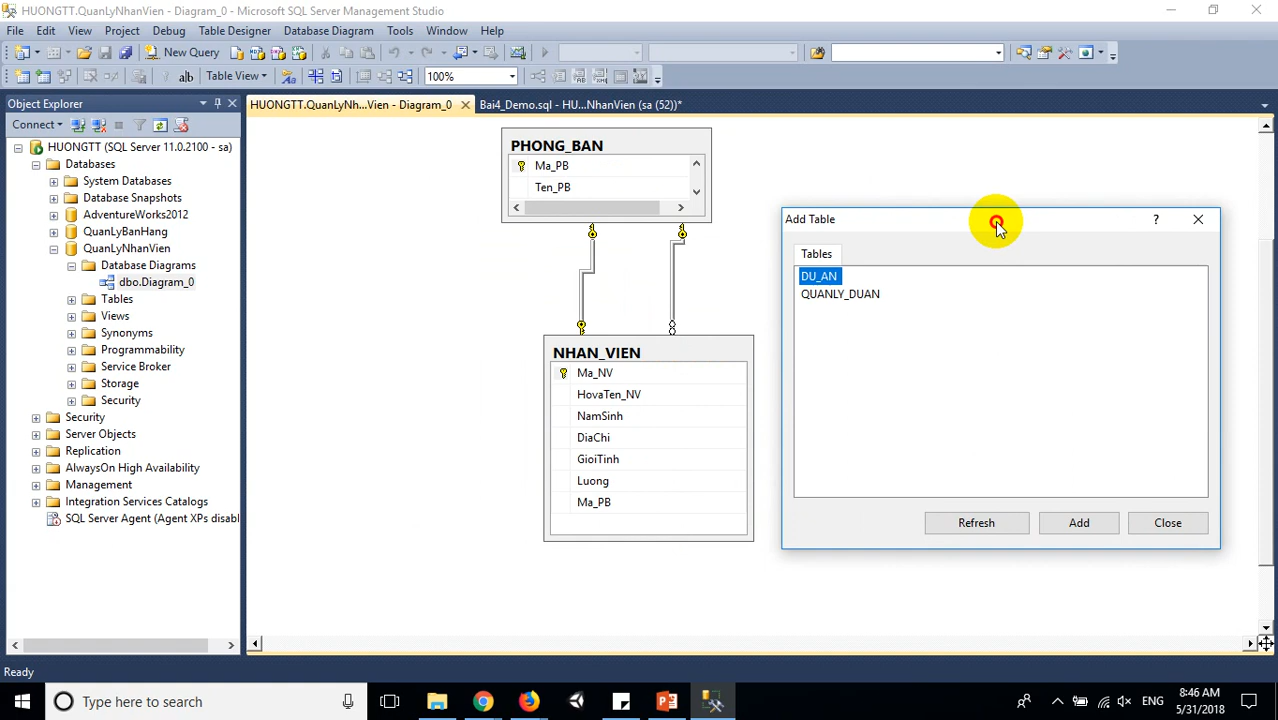 HUONGTT.QuanLyNhanVien - Diagram_0 - Microsoft SQL Server Management Studio
File Edit View Project Debug Table Designer Database Diagram Tools Window Help
New Query
ab Table View 100%
Object Explorer
HUONGTT.QuanLyNh...Vien - Diagram_0
Bai4_Demo.sql - HU...NhanVien (sa (52))*
Connect
HUONGTT (SQL Server 11.0.2100 - sa)
Databases
System Databases
Database Snapshots
AdventureWorks2012
QuanLyBanHang
QuanLyNhanVien
Database Diagrams
dbo.Diagram_0
Tables
Views
Synonyms
Programmability
Service Broker
Storage
Security
Security
Server Objects
Replication
AlwaysOn High Availability
Management
Integration Services Catalogs
SQL Server Agent (Agent XPs disabl
PHONG_BAN
Ma_PB
Ten_PB
NHAN_VIEN
Ma_NV
HovaTen_NV
NamSinh
DiaChi
GioiTinh
Luong
Ma_PB
Add Table
?
Tables
DU_AN
QUANLY_DUAN
Refresh Add Close
Ready
Type here to search
ENG
8:46 AM
5/31/2018